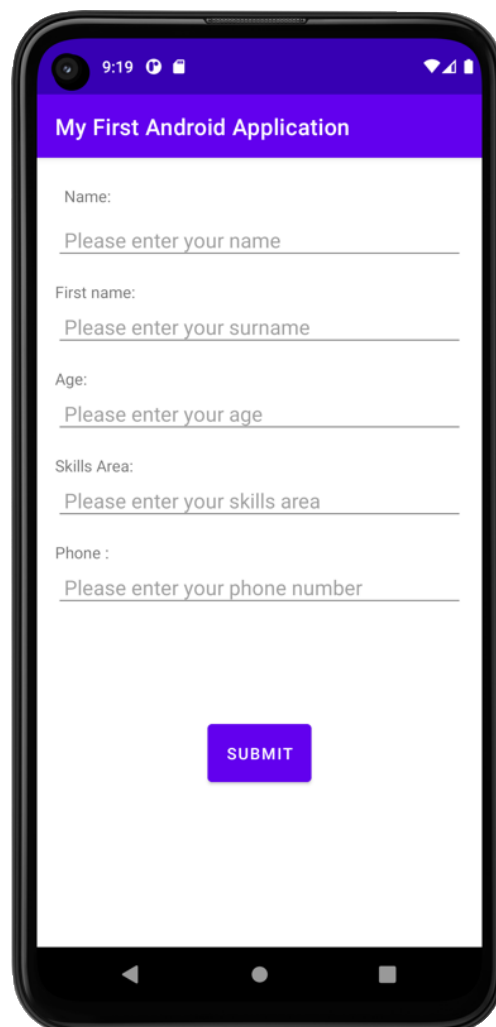 9:19
My First Android Application
Name:
Please enter your name
First name:
Please enter your surname
Age:
Please enter your age
Skills Area:
Please enter your skills area
Phone :
Please enter your phone number
SUBMIT